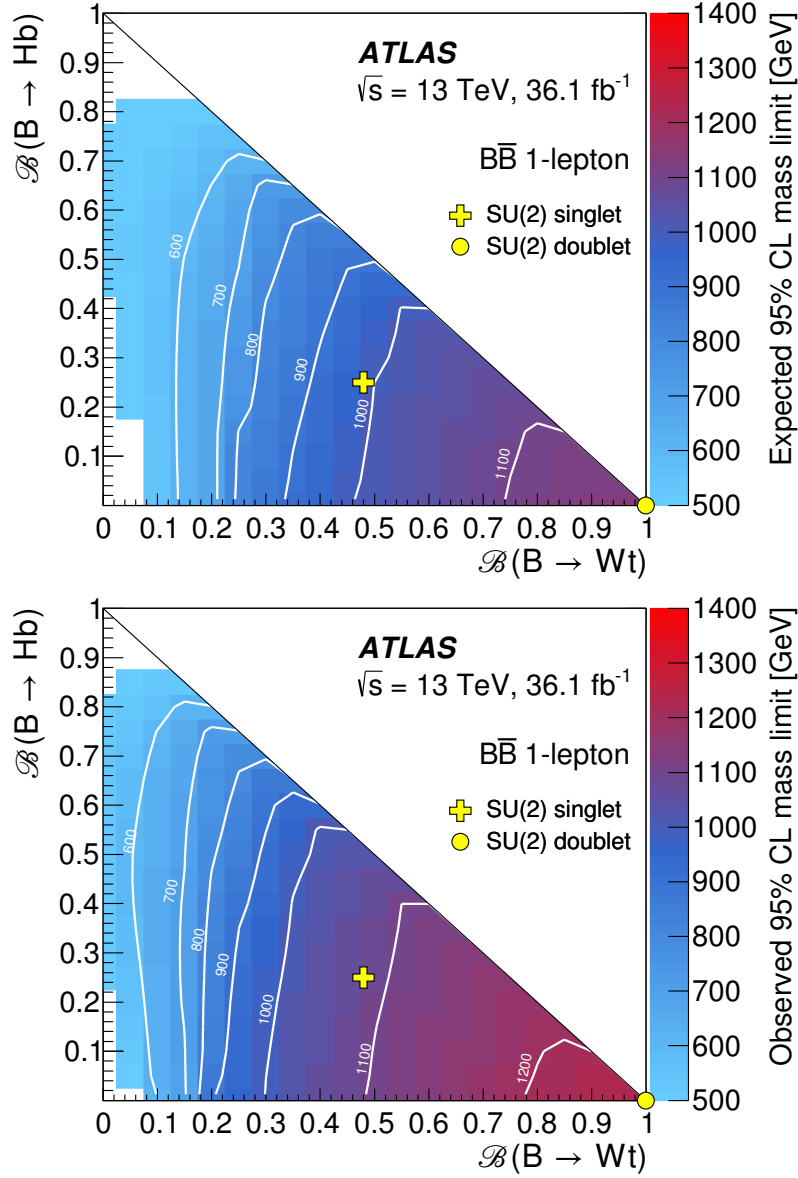 ATLAS
√s = 13 TeV, 36.1 fb⁻¹
BB̅ 1-lepton
SU(2) singlet
SU(2) doublet
ℬ(B → Hb)
1
0.9
0.8
0.7
0.6
0.5
0.4
0.3
0.2
0.1
600
700
800
900
1000
1100
0 0.1 0.2 0.3 0.4 0.5 0.6 0.7 0.8 0.9 1
ℬ(B → Wt)
1400
1300
1200
1100
1000
900
800
700
600
500
Expected 95% CL mass limit [GeV]
ATLAS
√s = 13 TeV, 36.1 fb⁻¹
BB̅ 1-lepton
SU(2) singlet
SU(2) doublet
ℬ(B → Hb)
1
0.9
0.8
0.7
0.6
0.5
0.4
0.3
0.2
0.1
600
700
800
900
1000
1100
1200
0 0.1 0.2 0.3 0.4 0.5 0.6 0.7 0.8 0.9 1
ℬ(B → Wt)
1400
1300
1200
1100
1000
900
800
700
600
500
Observed 95% CL mass limit [GeV]